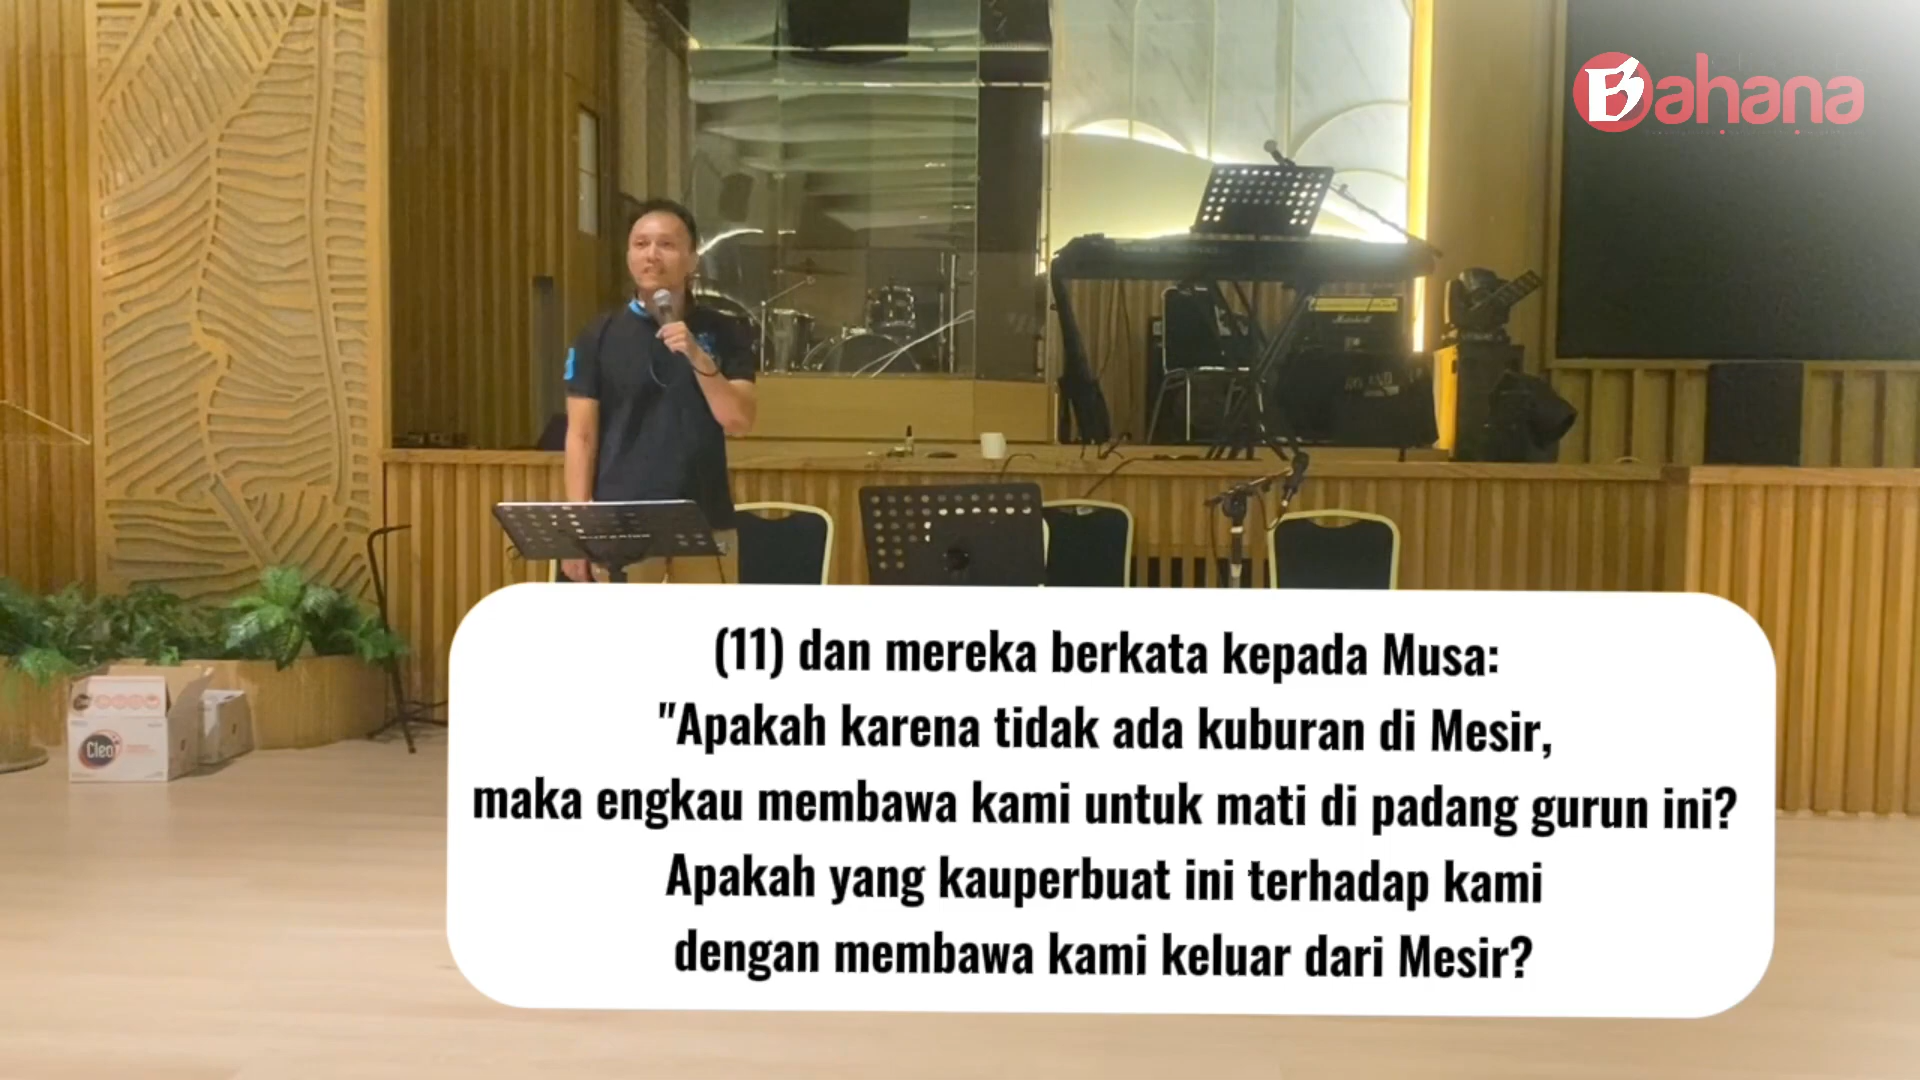 Bahana
(11) dan mereka berkata kepada Musa:
"Apakah karena tidak ada kuburan di Mesir,
maka engkau membawa kami untuk mati di padang gurun ini?
Apakah yang kauperbuat ini terhadap kami
dengan membawa kami keluar dari Mesir?
Cleo
Marshall